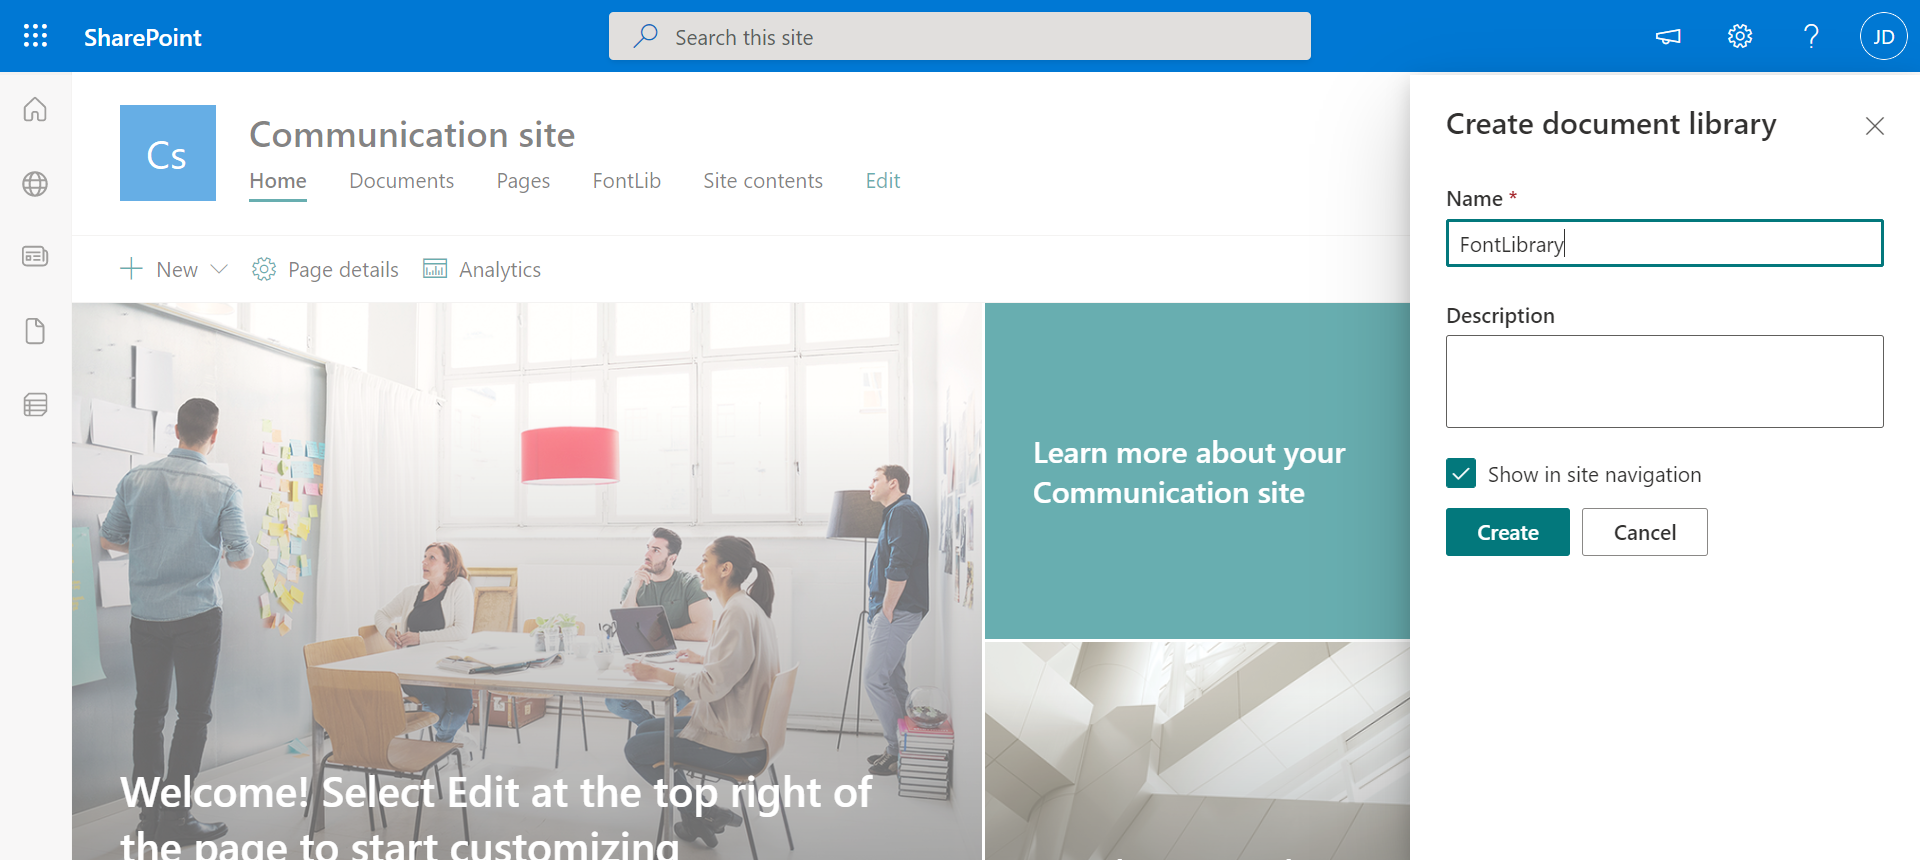 SharePoint
Search this site
JD
Cs
Communication site
Home Documents Pages FontLib Site contents Edit
New Page details Analytics
Welcome! Select Edit at the top right of
the page to start customizing
Learn more about your
Communication site
Create document library
Name *
FontLibrary
Description
Show in site navigation
Create Cancel